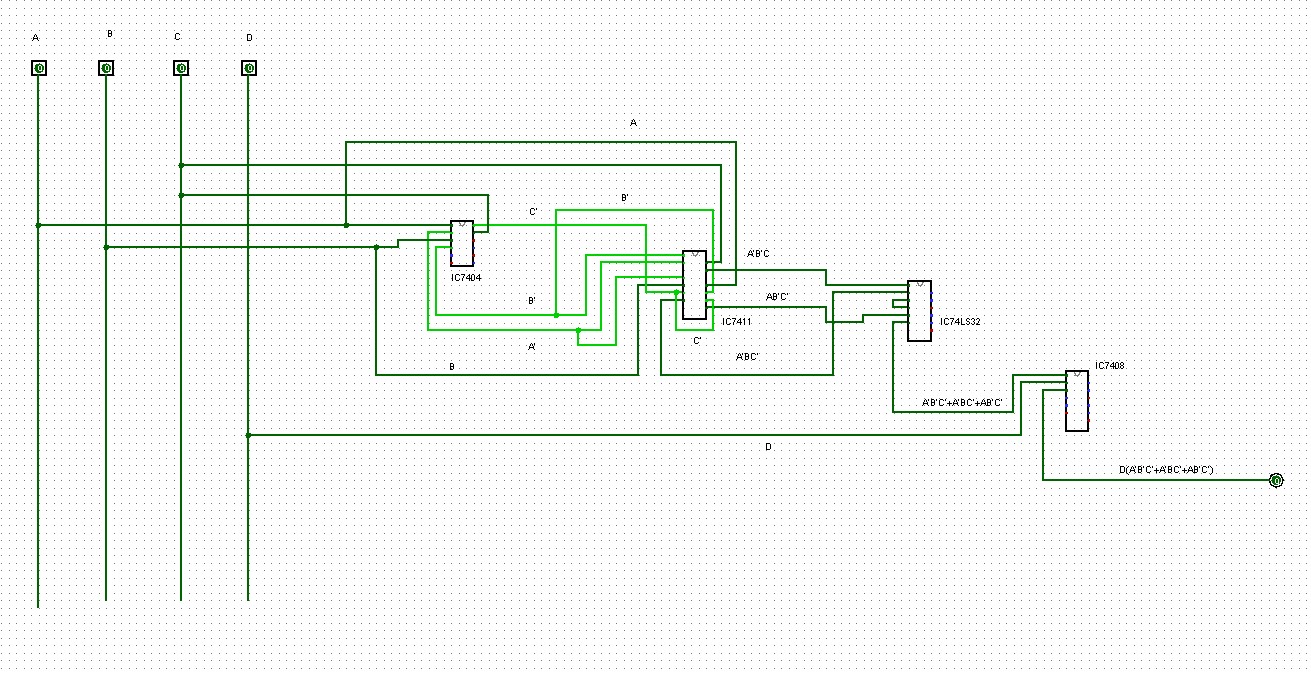 A
B
C
D
0
0
0
0
A
B'
C'
A'B'C
IC7404
AB'C'
B'
IC7411
IC74LS32
C'
A'
A'BC'
B
IC7408
A'B'C'+A'BC'+AB'C'
D
D(A'B'C'+A'BC'+AB'C')
0